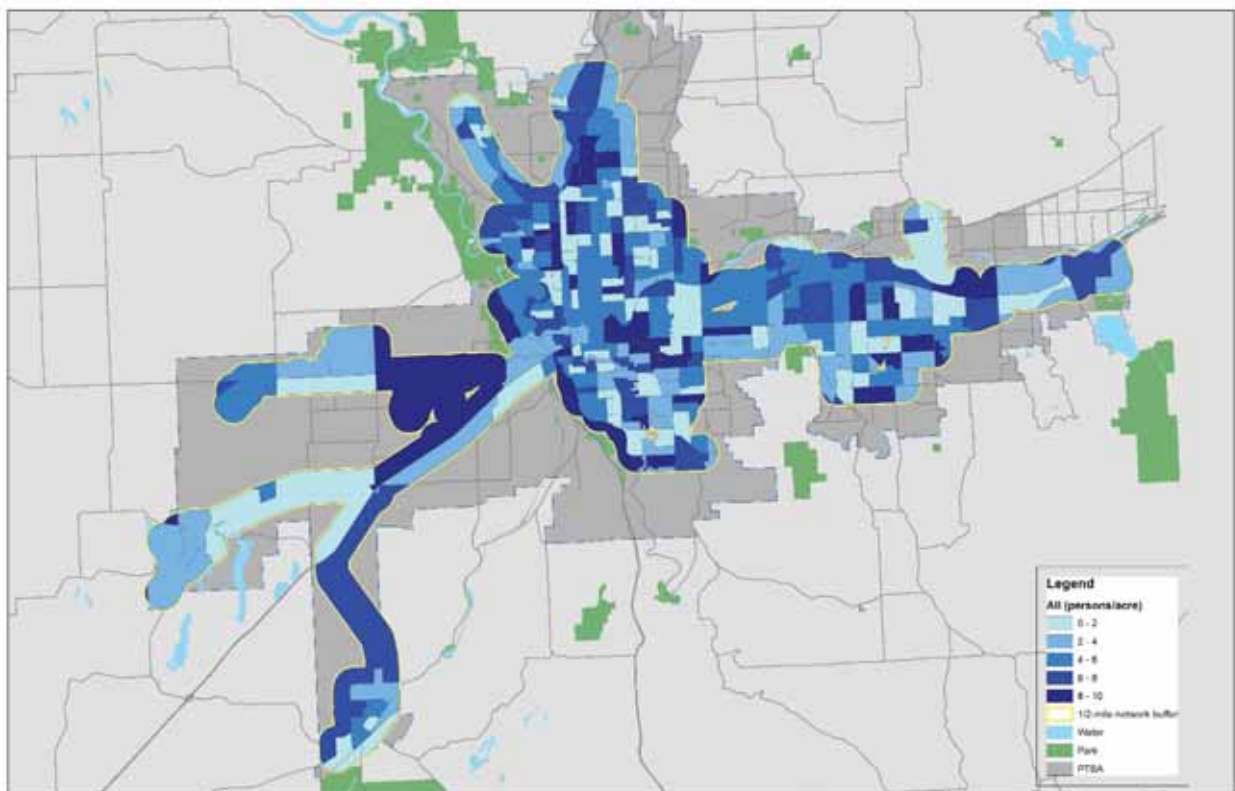 Legend
All (persons/acre)
0 - 2
2 - 4
4 - 6
6 - 8
8 - 10
1/2-mile network buffer
Water
Park
PTBA